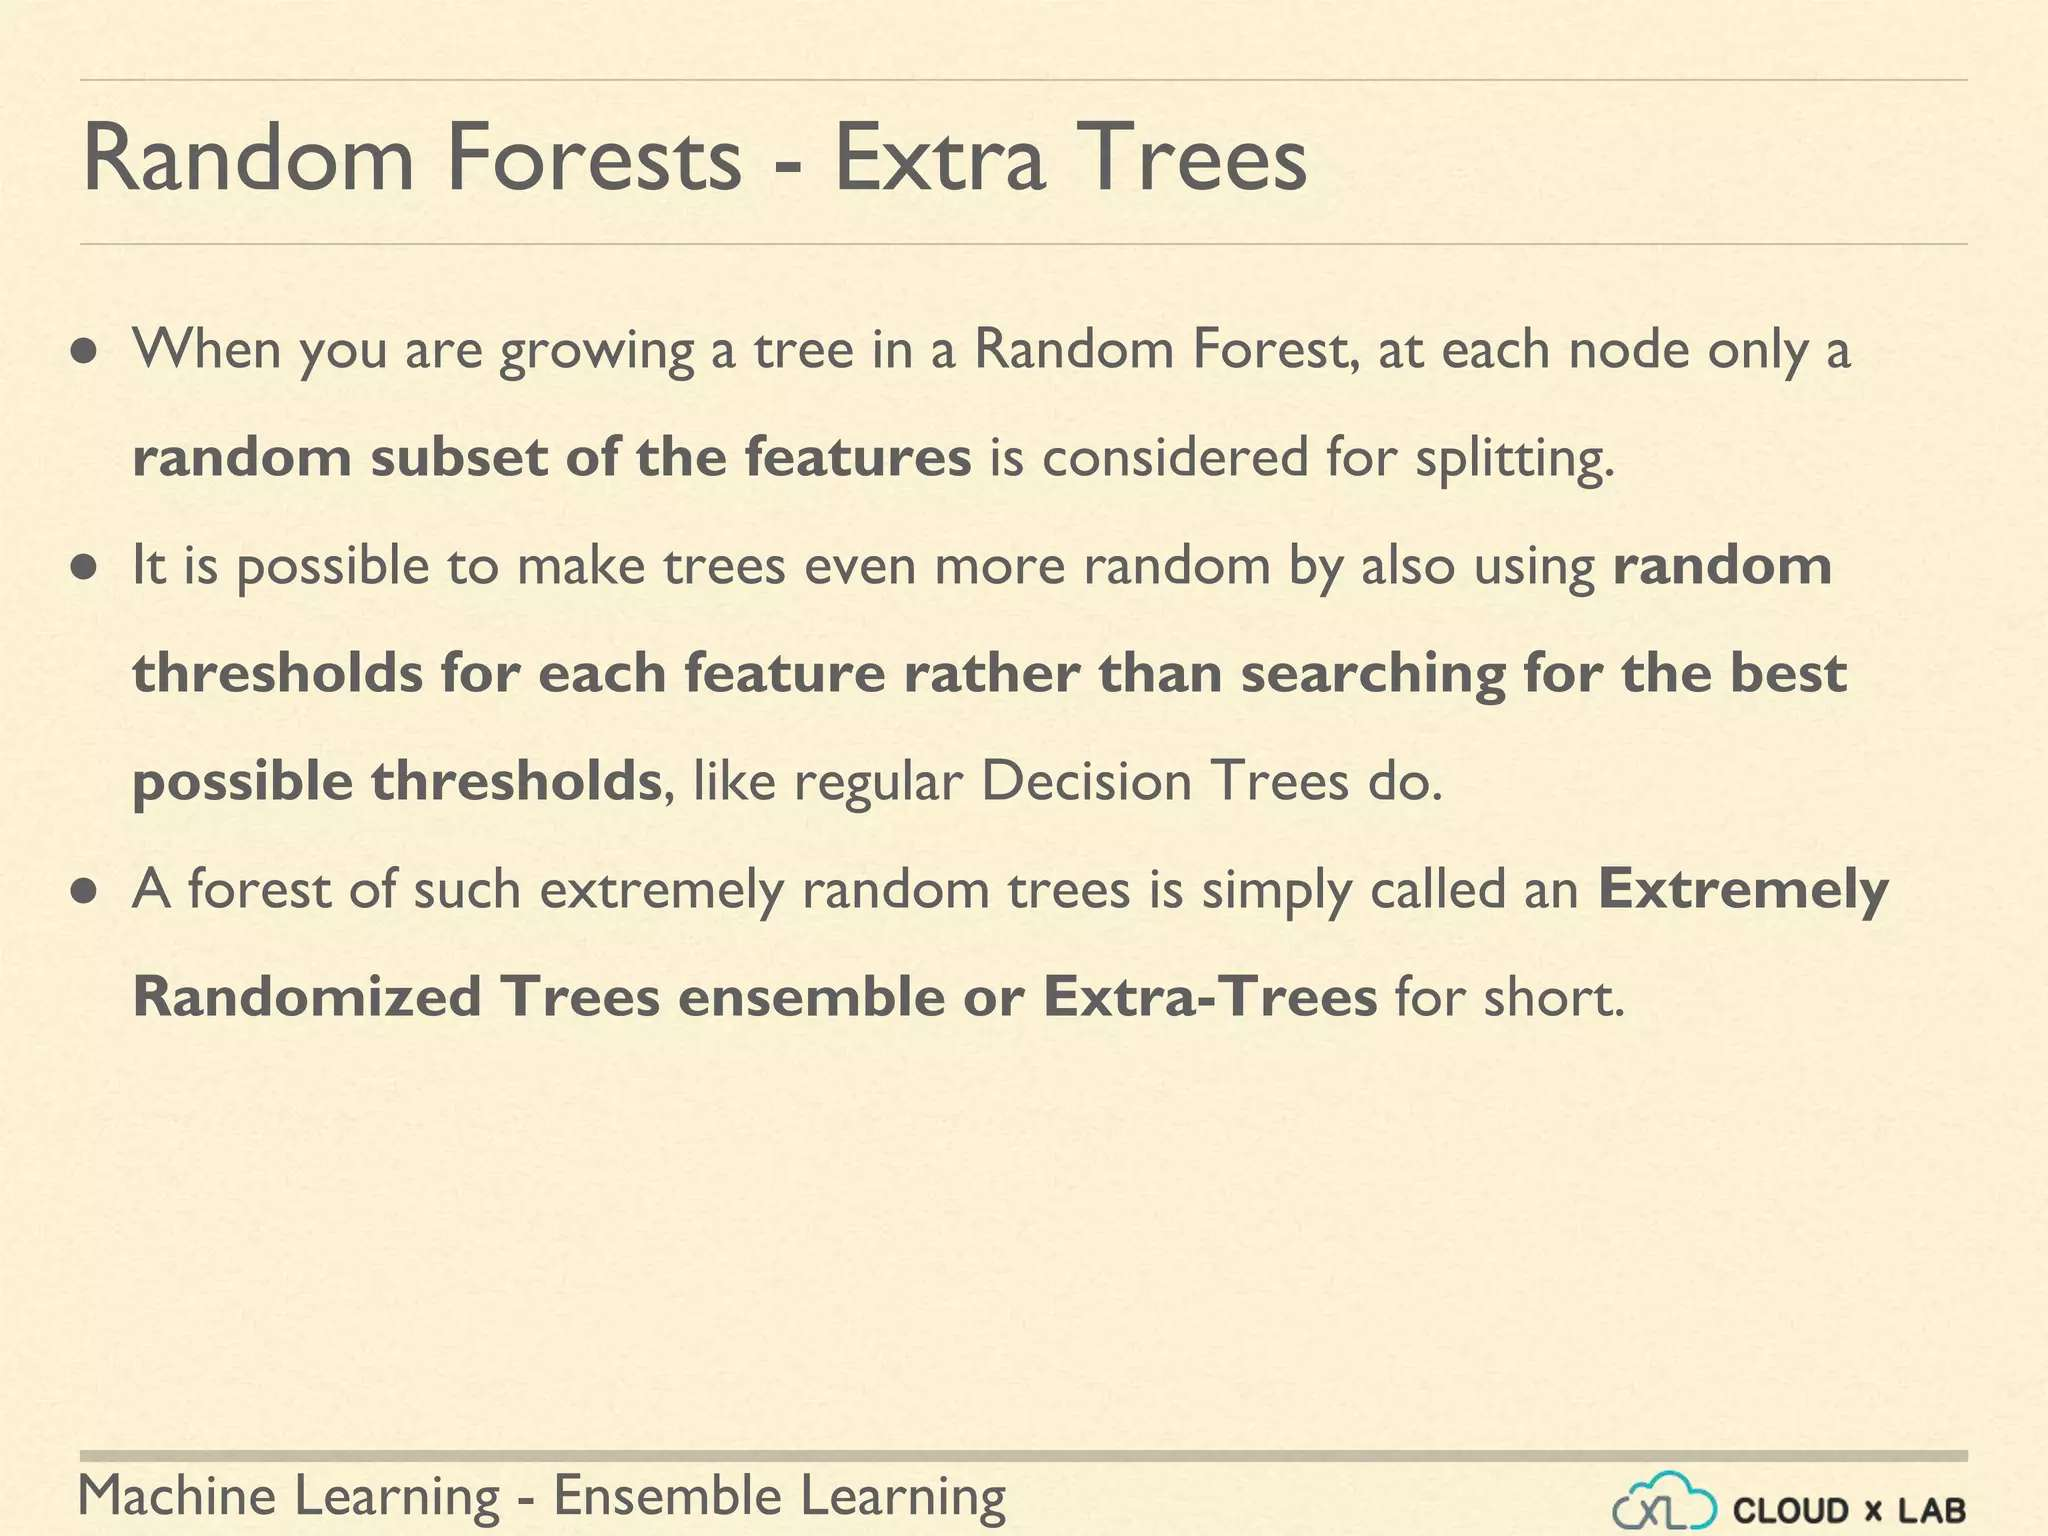 Random Forests - Extra Trees
● When you are growing a tree in a Random Forest, at each node only a
random subset of the features is considered for splitting.
● It is possible to make trees even more random by also using random
thresholds for each feature rather than searching for the best
possible thresholds, like regular Decision Trees do.
● A forest of such extremely random trees is simply called an Extremely
Randomized Trees ensemble or Extra-Trees for short.
Machine Learning - Ensemble Learning
CXL CLOUD x LAB